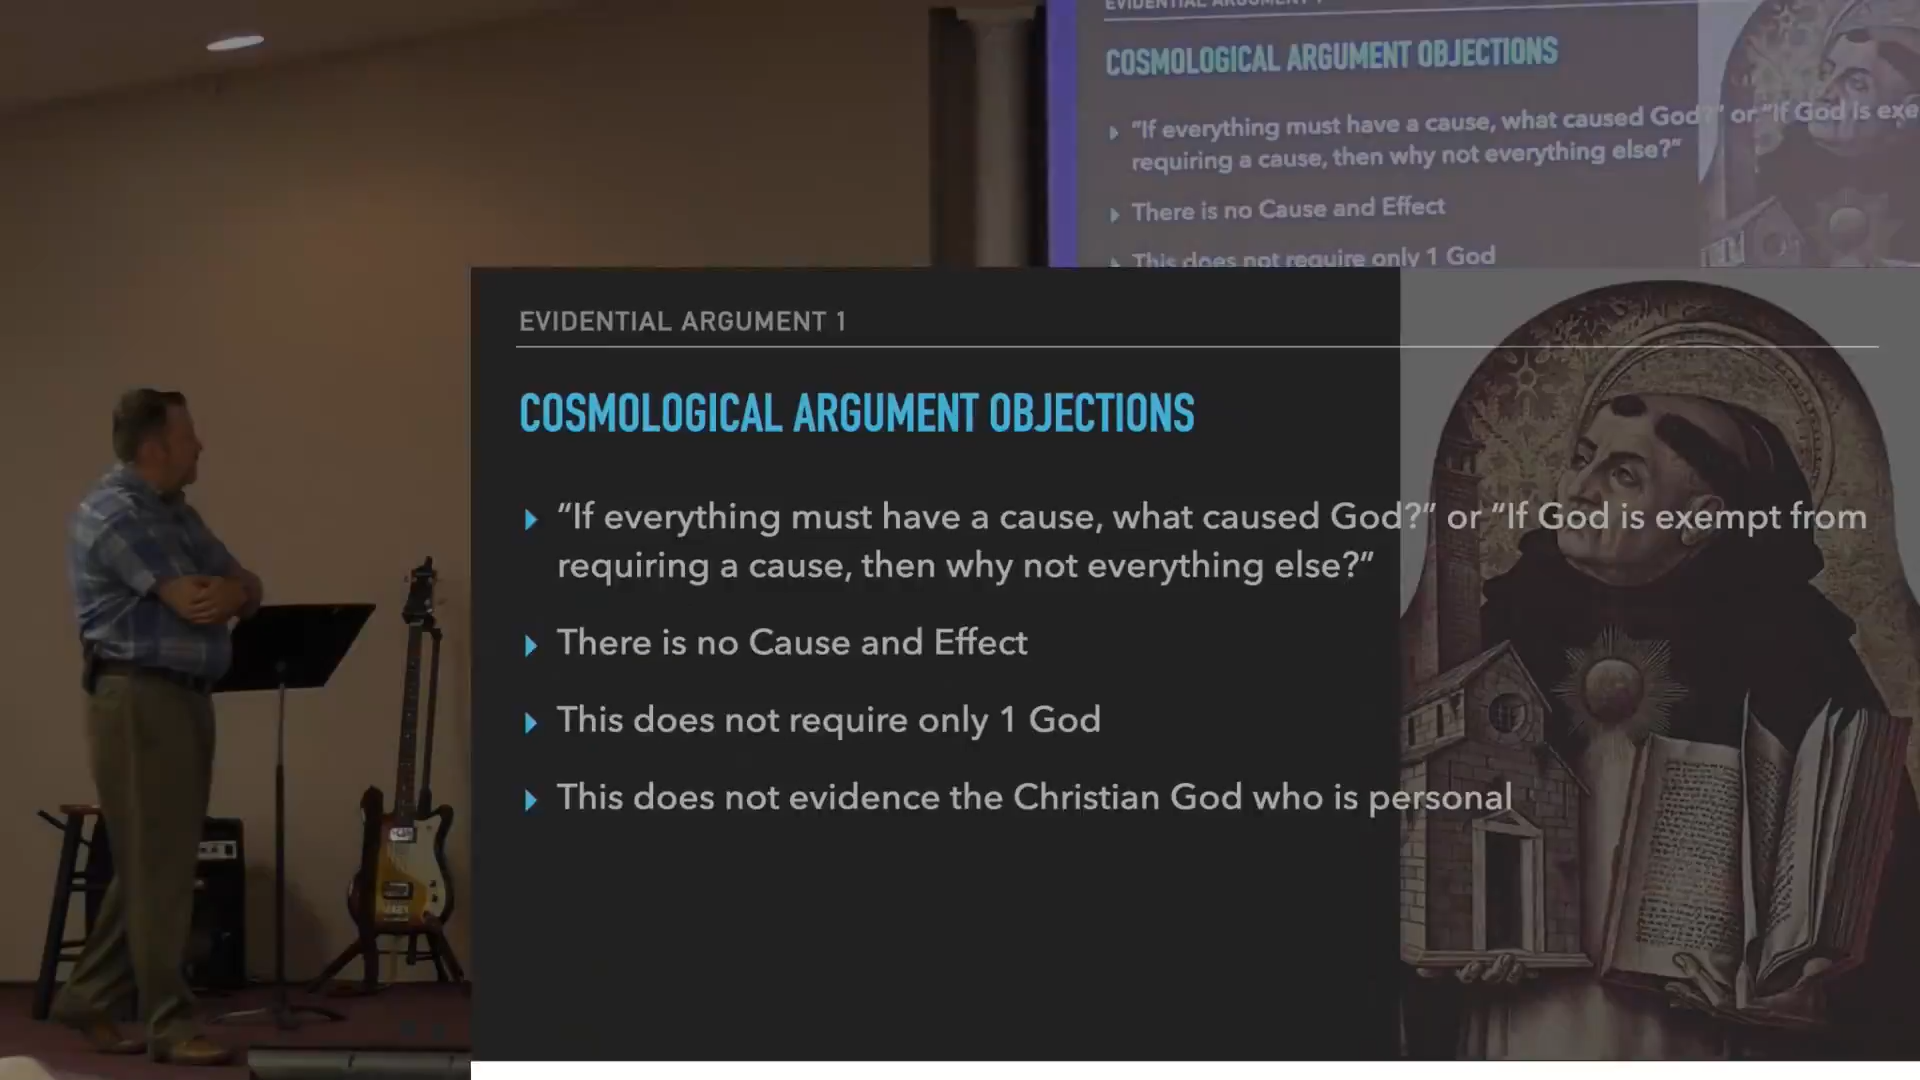 COSMOLOGICAL ARGUMENT OBJECTIONS
"If everything must have a cause, what caused God?" or "If God is
requiring a cause, then why not everything else?"
There is no Cause and Effect
This does not require only 1 God
EVIDENTIAL ARGUMENT 1
COSMOLOGICAL ARGUMENT OBJECTIONS
“If everything must have a cause, what caused God?” or “If God is exempt from
requiring a cause, then why not everything else?”
There is no Cause and Effect
This does not require only 1 God
This does not evidence the Christian God who is personal